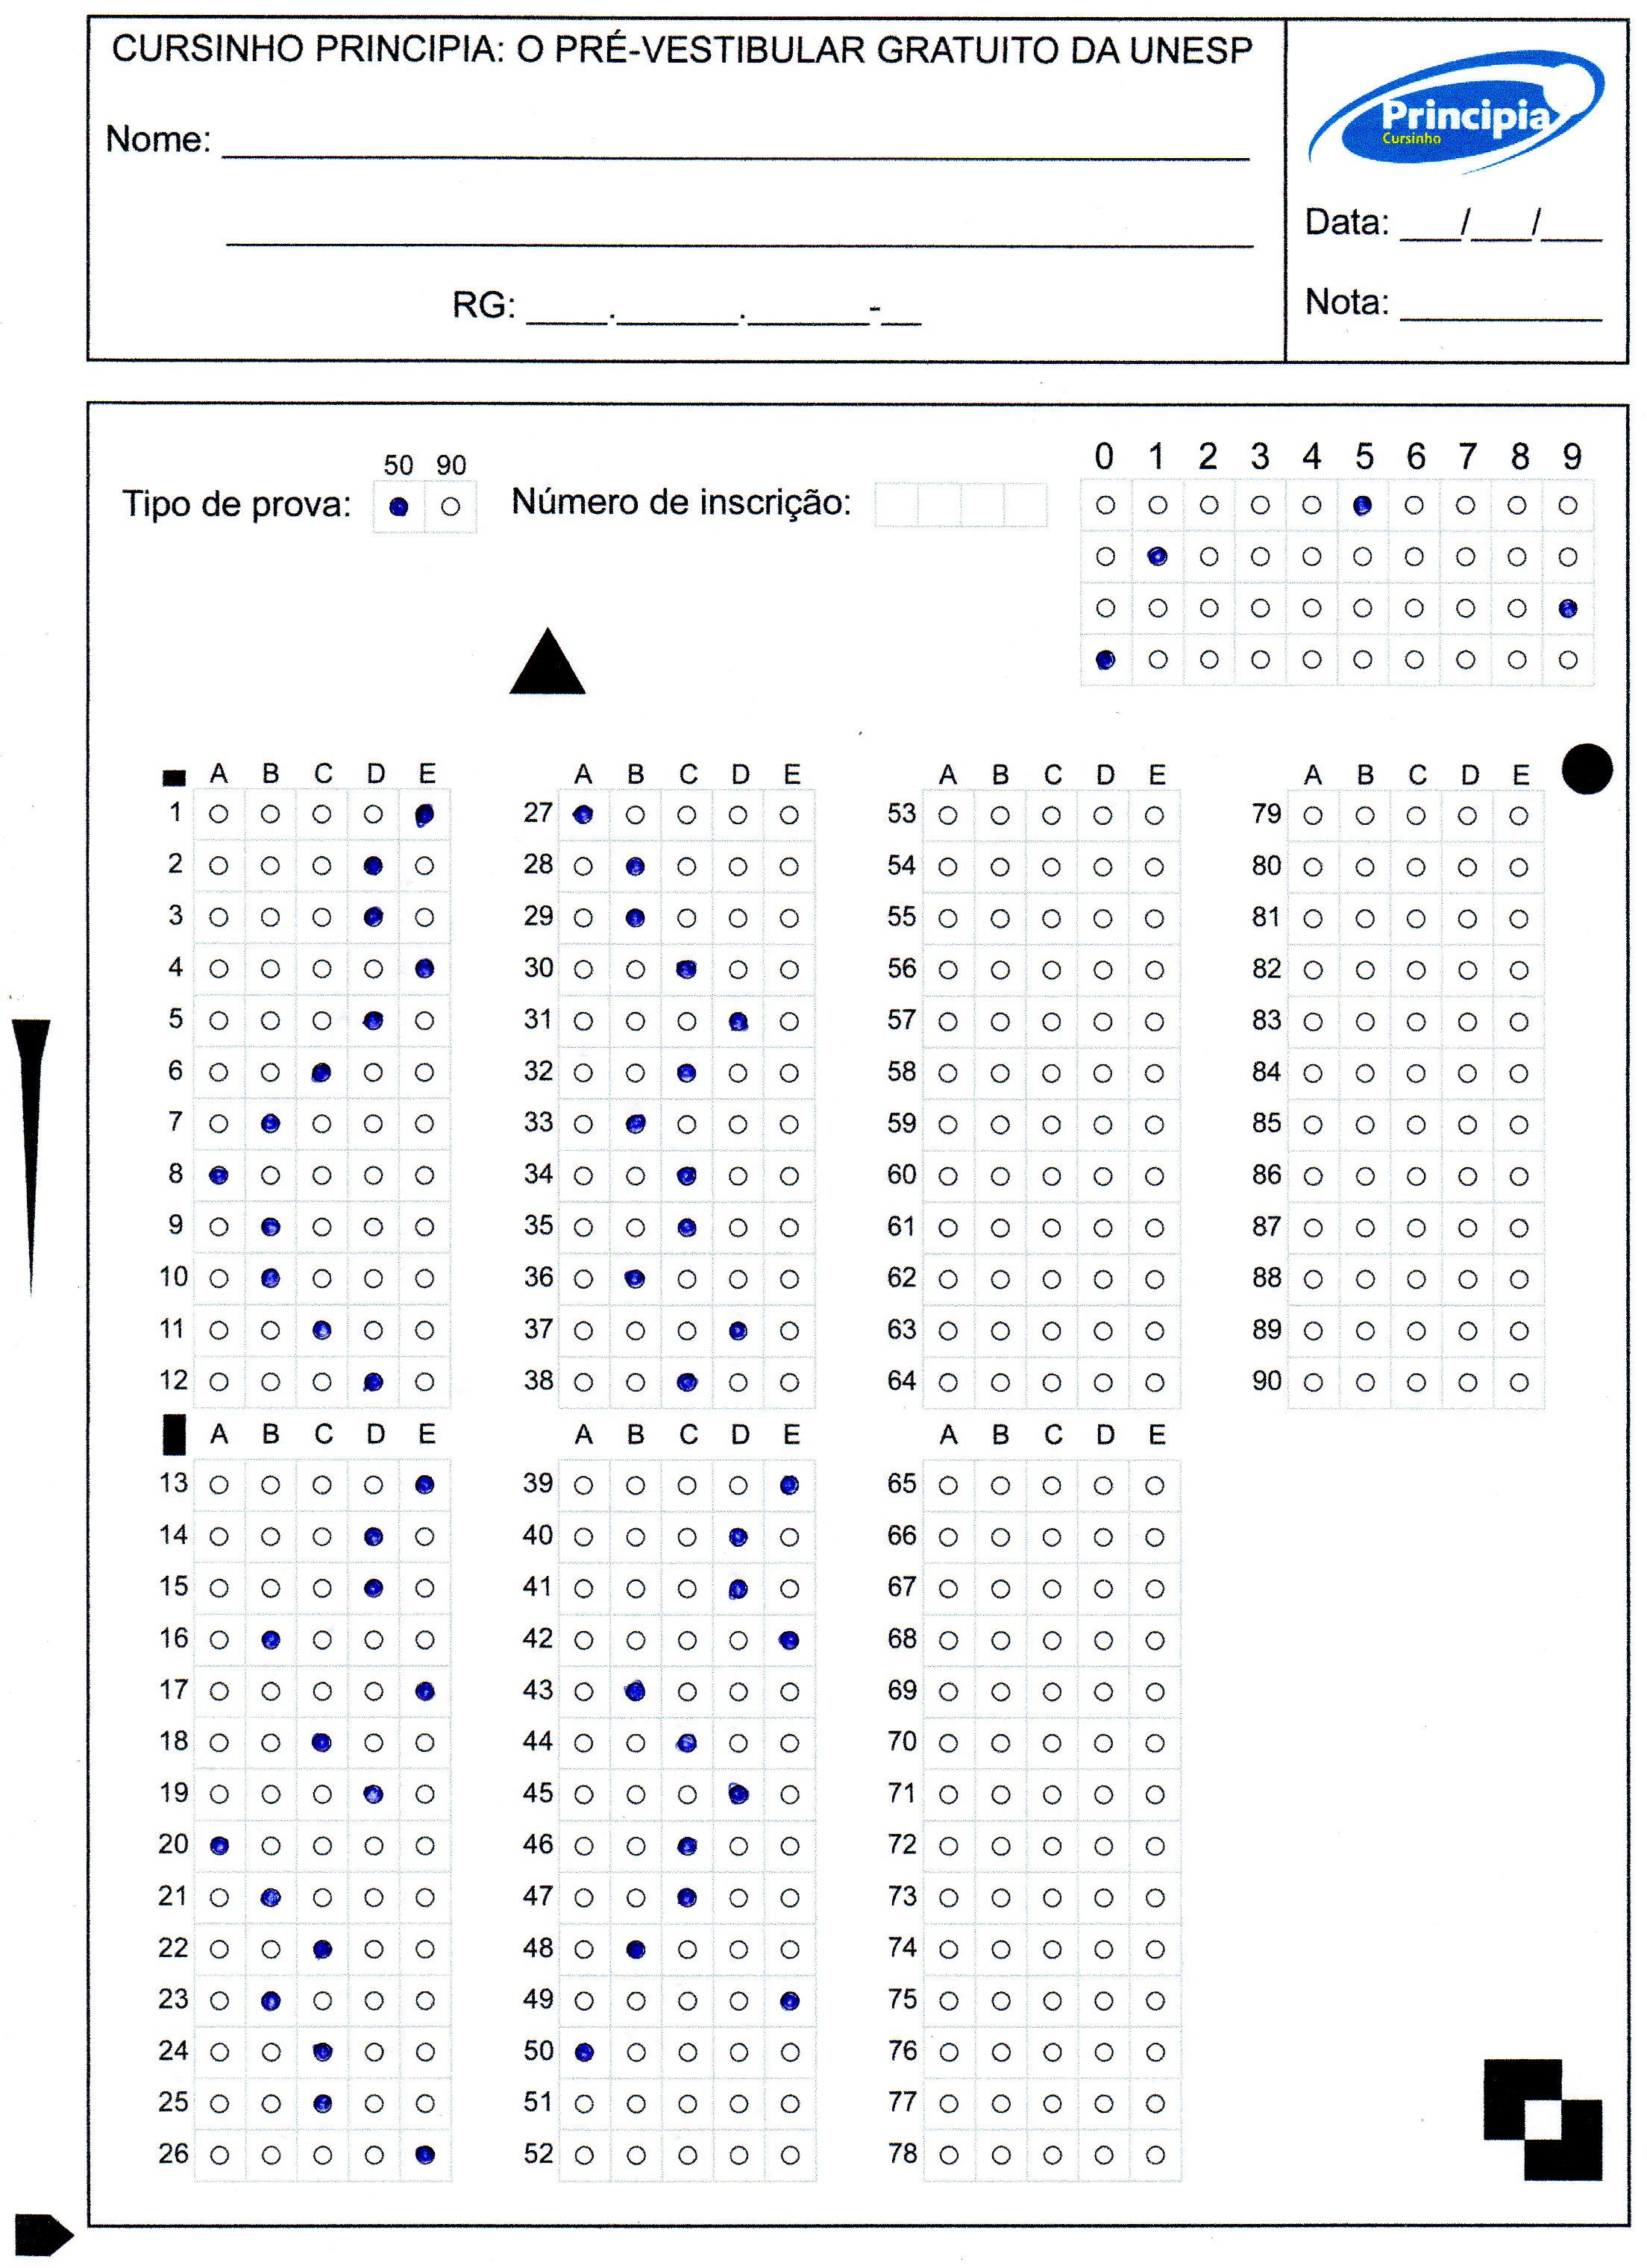 CURSINHO PRINCIPIA: O PRÉ-VESTIBULAR GRATUITO DA UNESP
Principia
Cursinho
Nome: ____
Data: ___/___/___
RG: ____.______.______-__
Nota: ____
50 90
Tipo de prova:
Número de inscrição:
0 1 2 3 4 5 6 7 8 9
A B C D E A B C D E A B C D E A B C D E
1 27 53 79
2 28 54 80
3 29 55 81
4 30 56 82
5 31 57 83
6 32 58 84
7 33 59 85
8 34 60 86
9 35 61 87
10 36 62 88
11 37 63 89
12 38 64 90
A B C D E A B C D E A B C D E
13 39 65
14 40 66
15 41 67
16 42 68
17 43 69
18 44 70
19 45 71
20 46 72
21 47 73
22 48 74
23 49 75
24 50 76
25 51 77
26 52 78